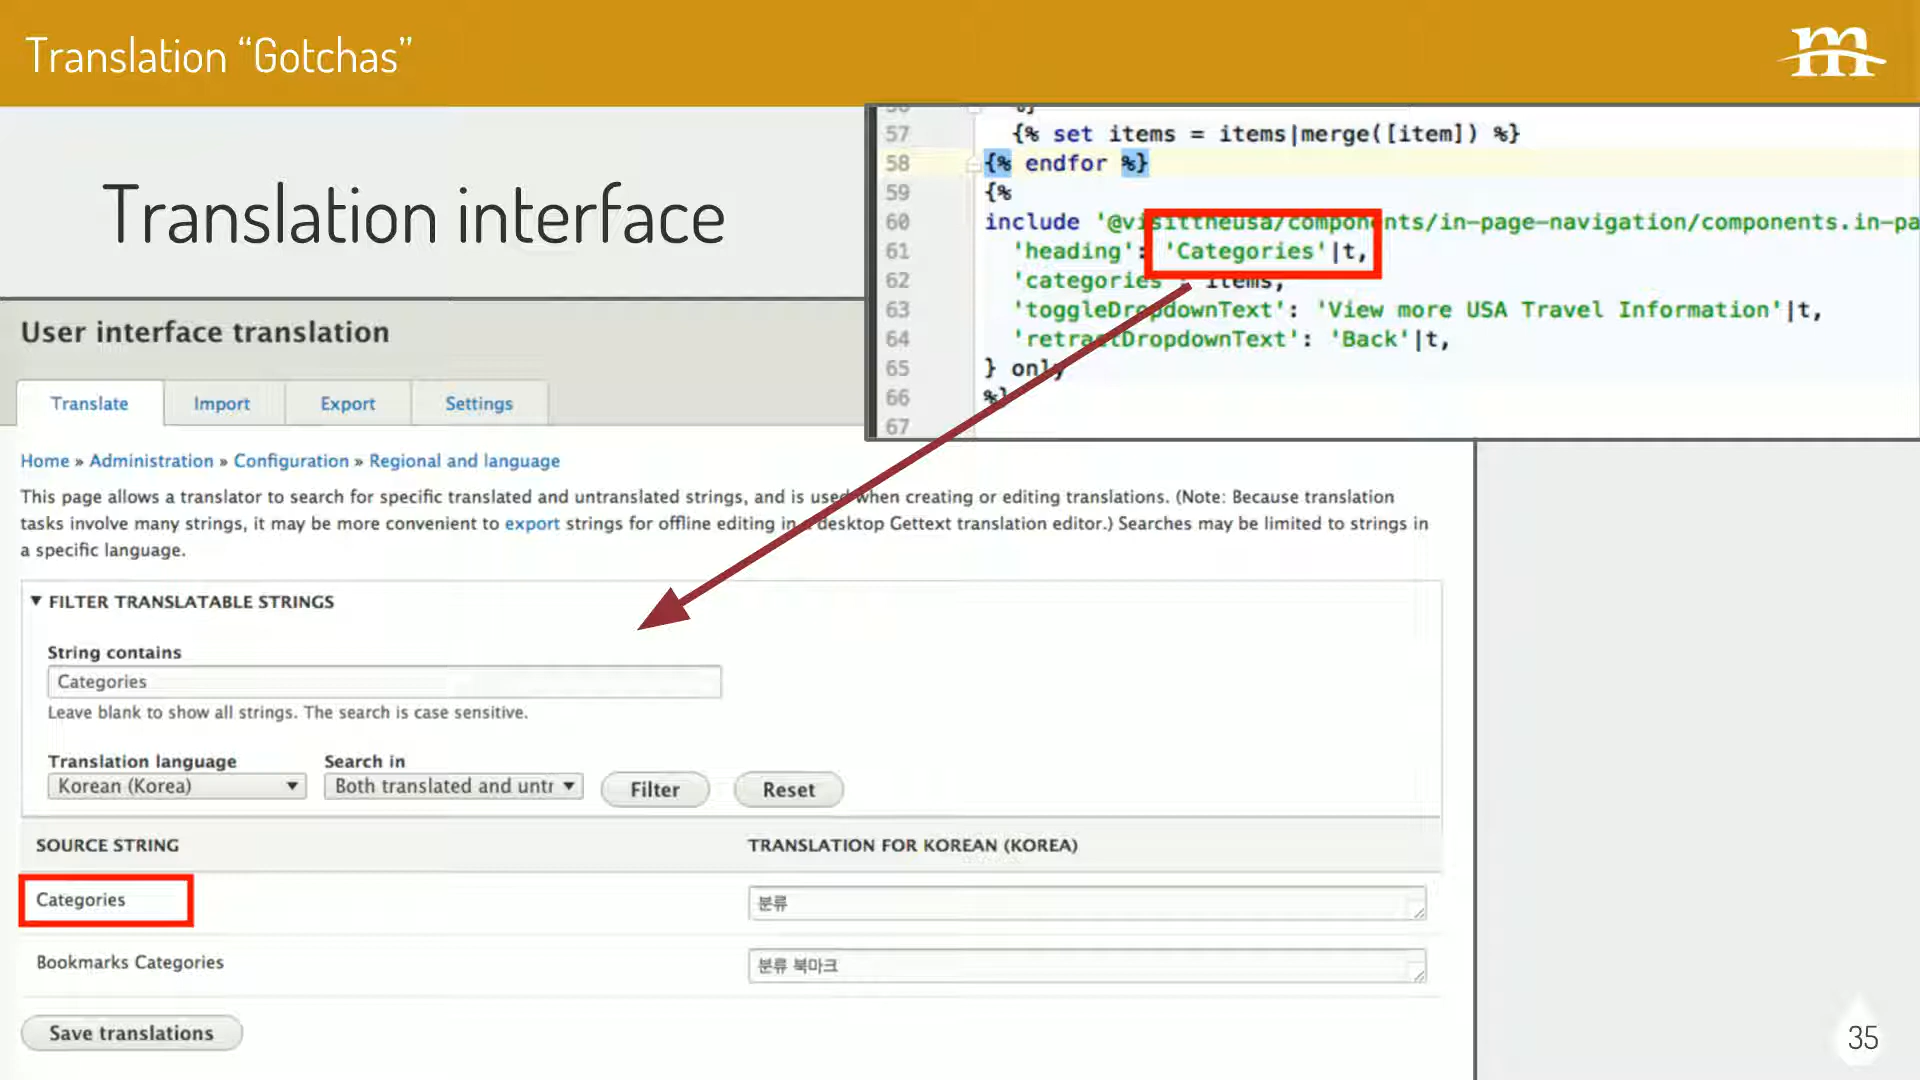 Translation “Gotchas”
Translation interface
57 {% set items = items|merge([item]) %}
58 {% endfor %}
59 {%
60 include '@visittheusa/components/in-page-navigation/components.in-pa
61 'heading': 'Categories'|t,
62 'categories': items,
63 'toggleDropdownText': 'View more USA Travel Information'|t,
64 'retractDropdownText': 'Back'|t,
65 } only
66 %}
67
User interface translation
Translate Import Export Settings
Home » Administration » Configuration » Regional and language
This page allows a translator to search for specific translated and untranslated strings, and is used when creating or editing translations. (Note: Because translation
tasks involve many strings, it may be more convenient to export strings for offline editing in a desktop Gettext translation editor.) Searches may be limited to strings in
a specific language.
FILTER TRANSLATABLE STRINGS
String contains
Categories
Leave blank to show all strings. The search is case sensitive.
Translation language Search in
Korean (Korea) Both translated and untr Filter Reset
SOURCE STRING TRANSLATION FOR KOREAN (KOREA)
Categories 분류
Bookmarks Categories 분류 북마크
Save translations
35